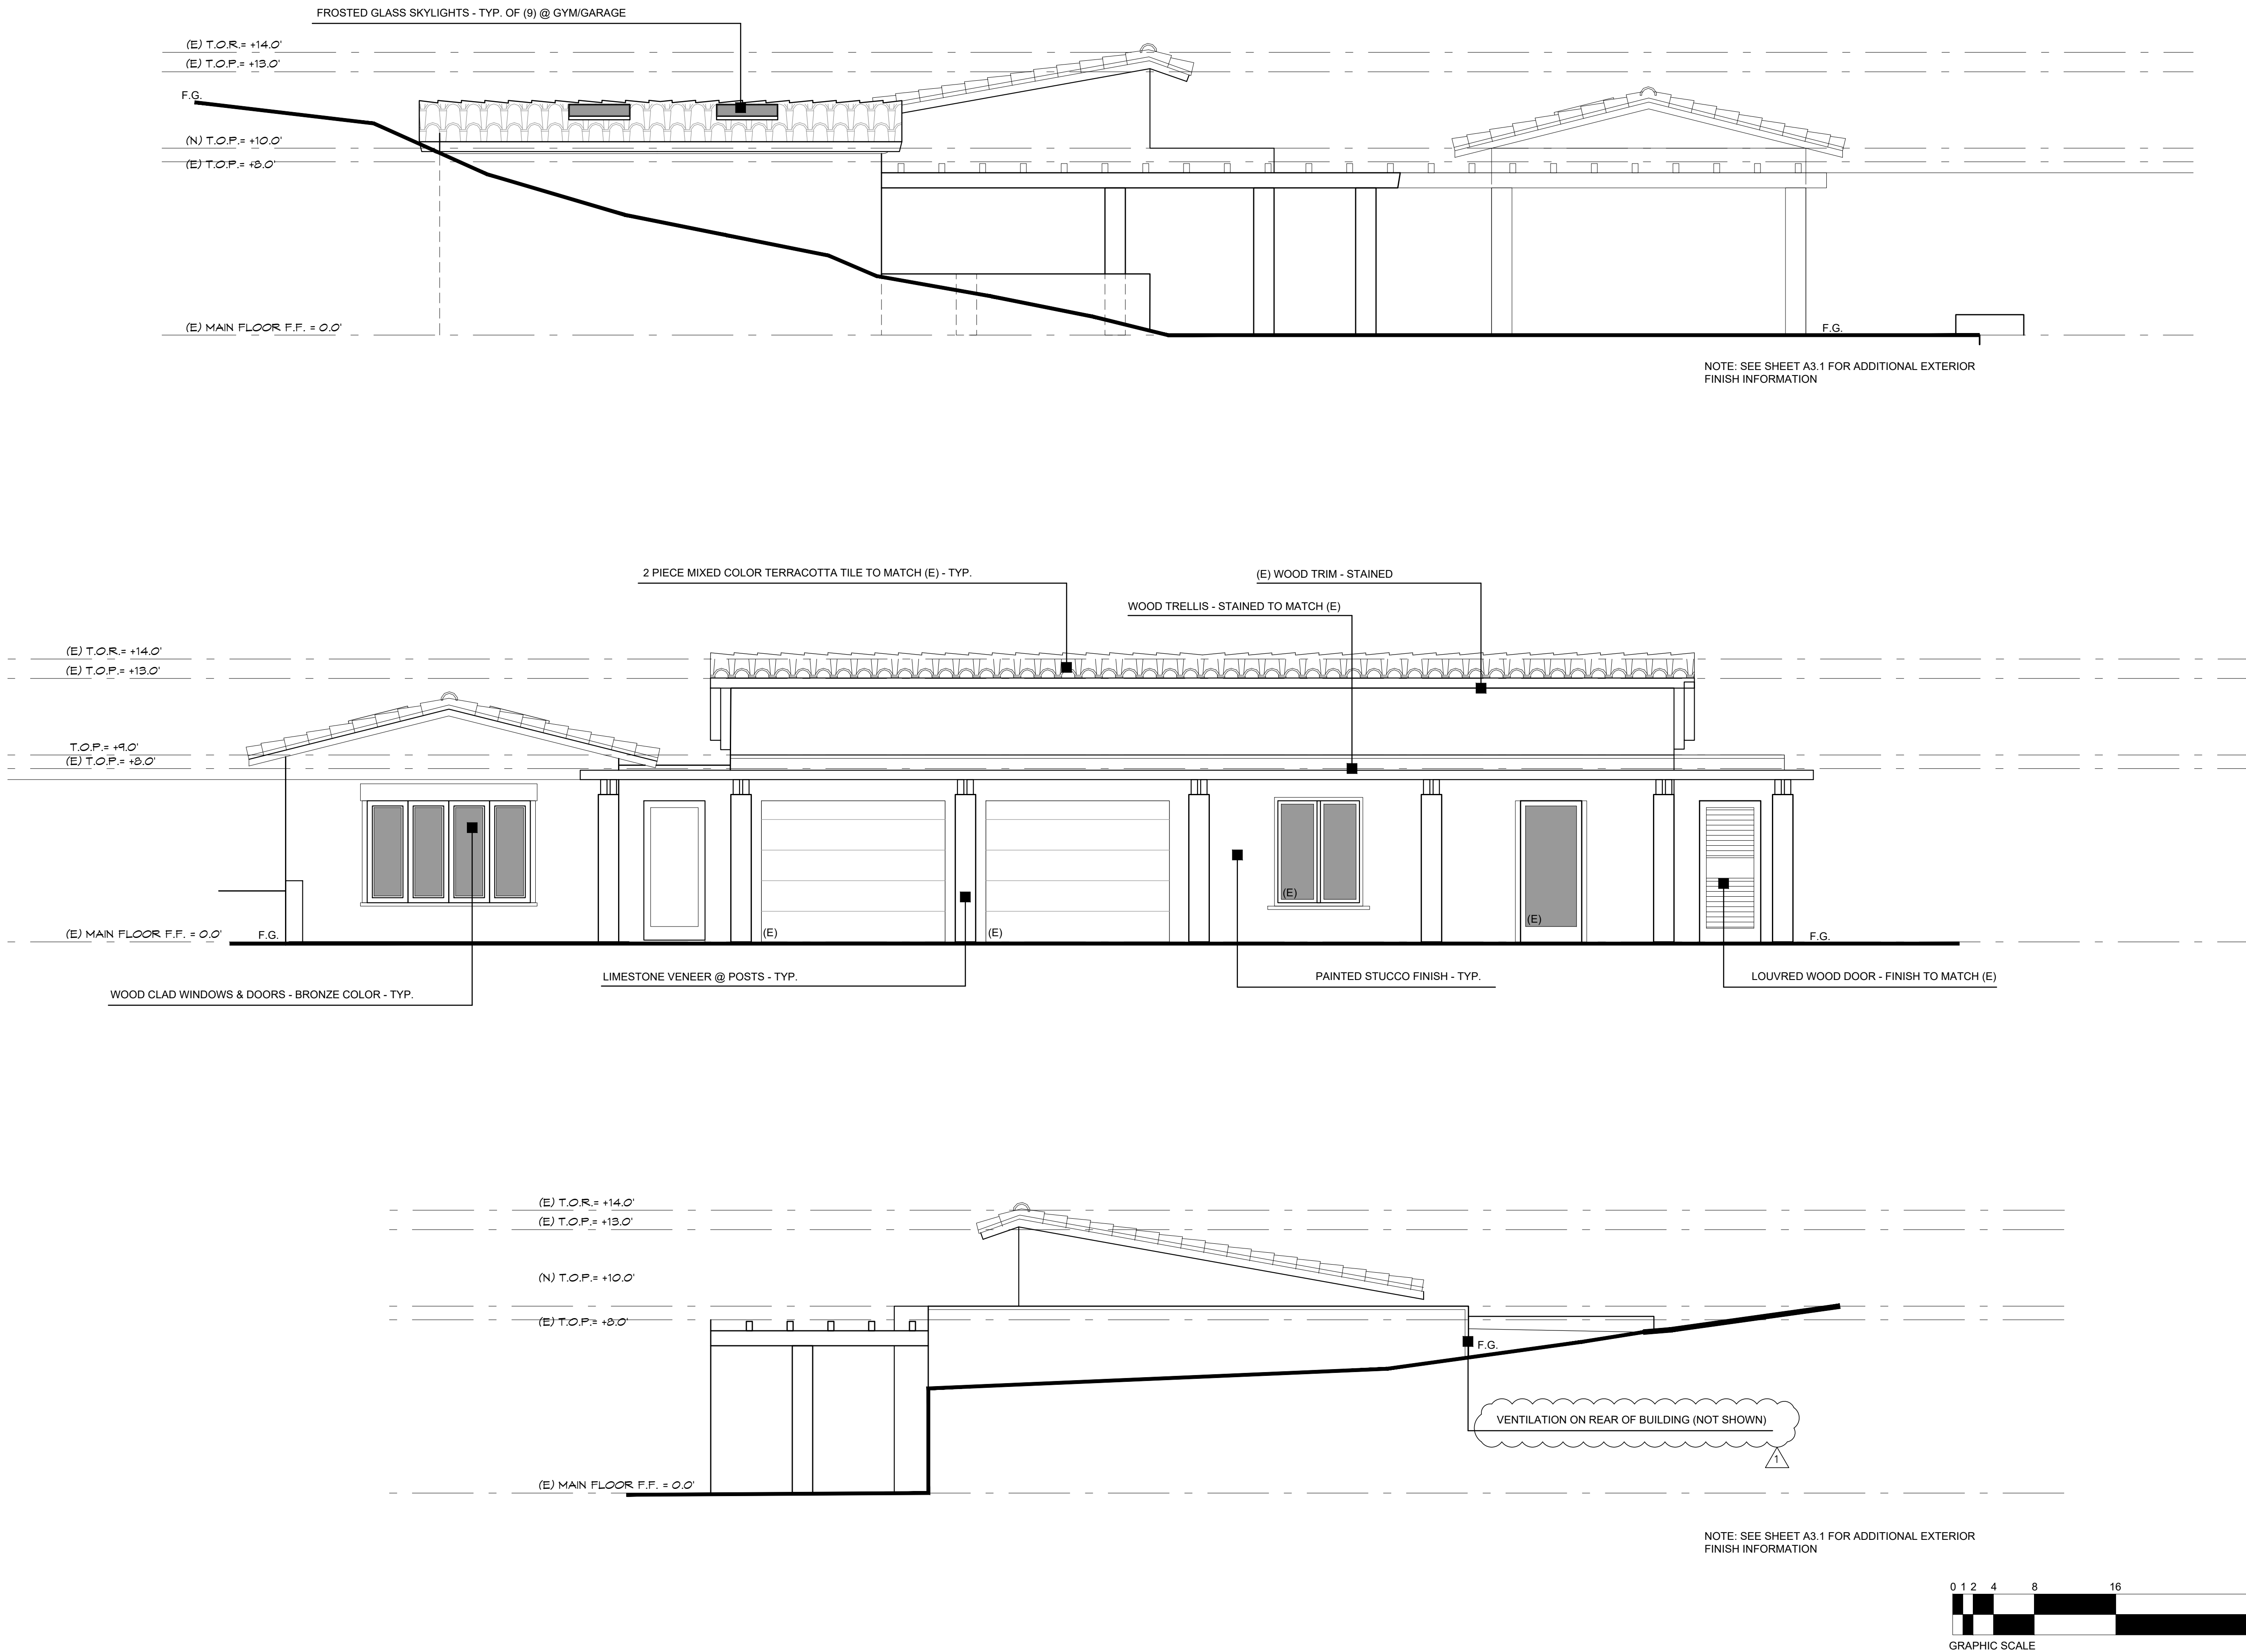 FROSTED GLASS SKYLIGHTS - TYP. OF (9) @ GYM/GARAGE
(E) T.O.R.= +14.0'
(E) T.O.P.= +13.0'
F.G.
(N) T.O.P.= +10.0'
(E) T.O.P.= +8.0'
(E) MAIN FLOOR F.F. = 0.0'
F.G.
NOTE: SEE SHEET A3.1 FOR ADDITIONAL EXTERIOR
FINISH INFORMATION
2 PIECE MIXED COLOR TERRACOTTA TILE TO MATCH (E) - TYP.
(E) WOOD TRIM - STAINED
WOOD TRELLIS - STAINED TO MATCH (E)
(E) T.O.R.= +14.0'
(E) T.O.P.= +13.0'
T.O.P.= +9.0'
(E) T.O.P.= +8.0'
(E)
(E)
(E)
(E)
(E) MAIN FLOOR F.F. = 0.0'
F.G.
F.G.
LIMESTONE VENEER @ POSTS - TYP.
PAINTED STUCCO FINISH - TYP.
LOUVRED WOOD DOOR - FINISH TO MATCH (E)
WOOD CLAD WINDOWS & DOORS - BRONZE COLOR - TYP.
(E) T.O.R.= +14.0'
(E) T.O.P.= +13.0'
(N) T.O.P.= +10.0'
(E) T.O.P.= +8.0'
F.G.
VENTILATION ON REAR OF BUILDING (NOT SHOWN)
1
(E) MAIN FLOOR F.F. = 0.0'
NOTE: SEE SHEET A3.1 FOR ADDITIONAL EXTERIOR
FINISH INFORMATION
0 1 2 4 8 16
GRAPHIC SCALE